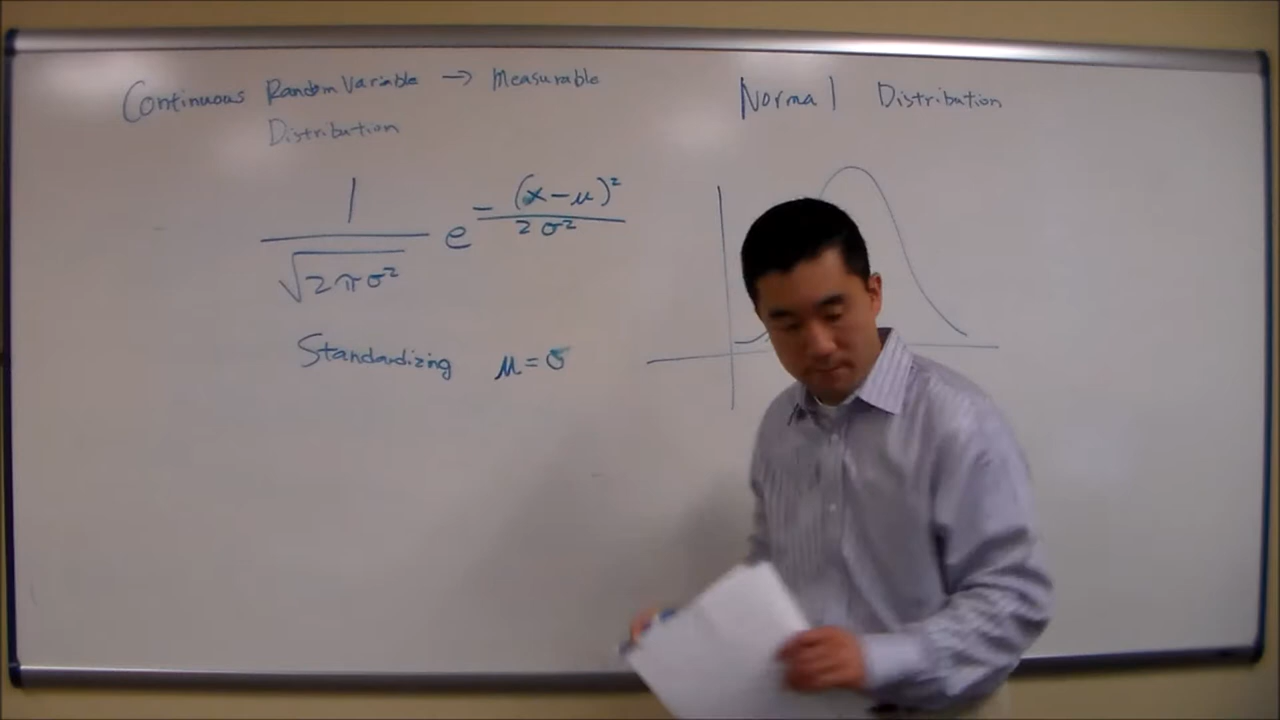 Continuous Random Variable → Measurable
Distribution
Normal Distribution
1
√2πσ²
e
- (x-μ)²
2σ²
Standardizing μ=0